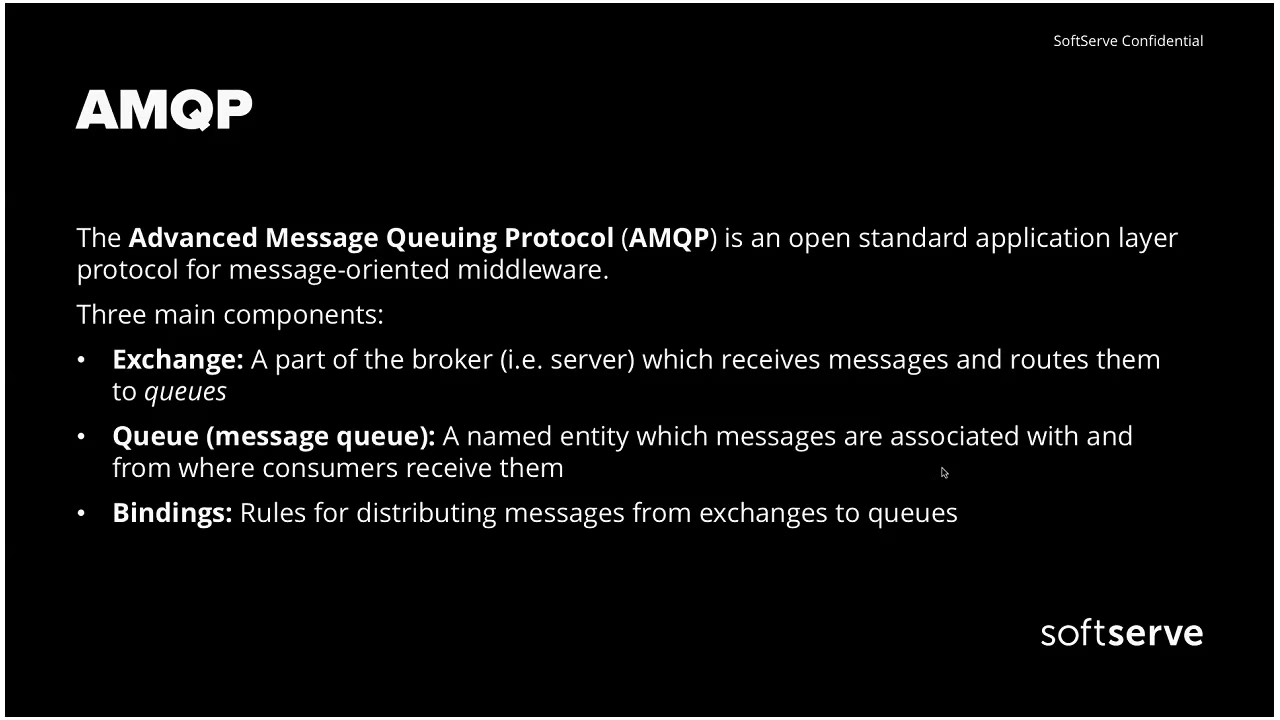 SoftServe Confidential
AMQP
The Advanced Message Queuing Protocol (AMQP) is an open standard application layer
protocol for message-oriented middleware.
Three main components:
• Exchange: A part of the broker (i.e. server) which receives messages and routes them
to queues
• Queue (message queue): A named entity which messages are associated with and
from where consumers receive them
• Bindings: Rules for distributing messages from exchanges to queues
softserve